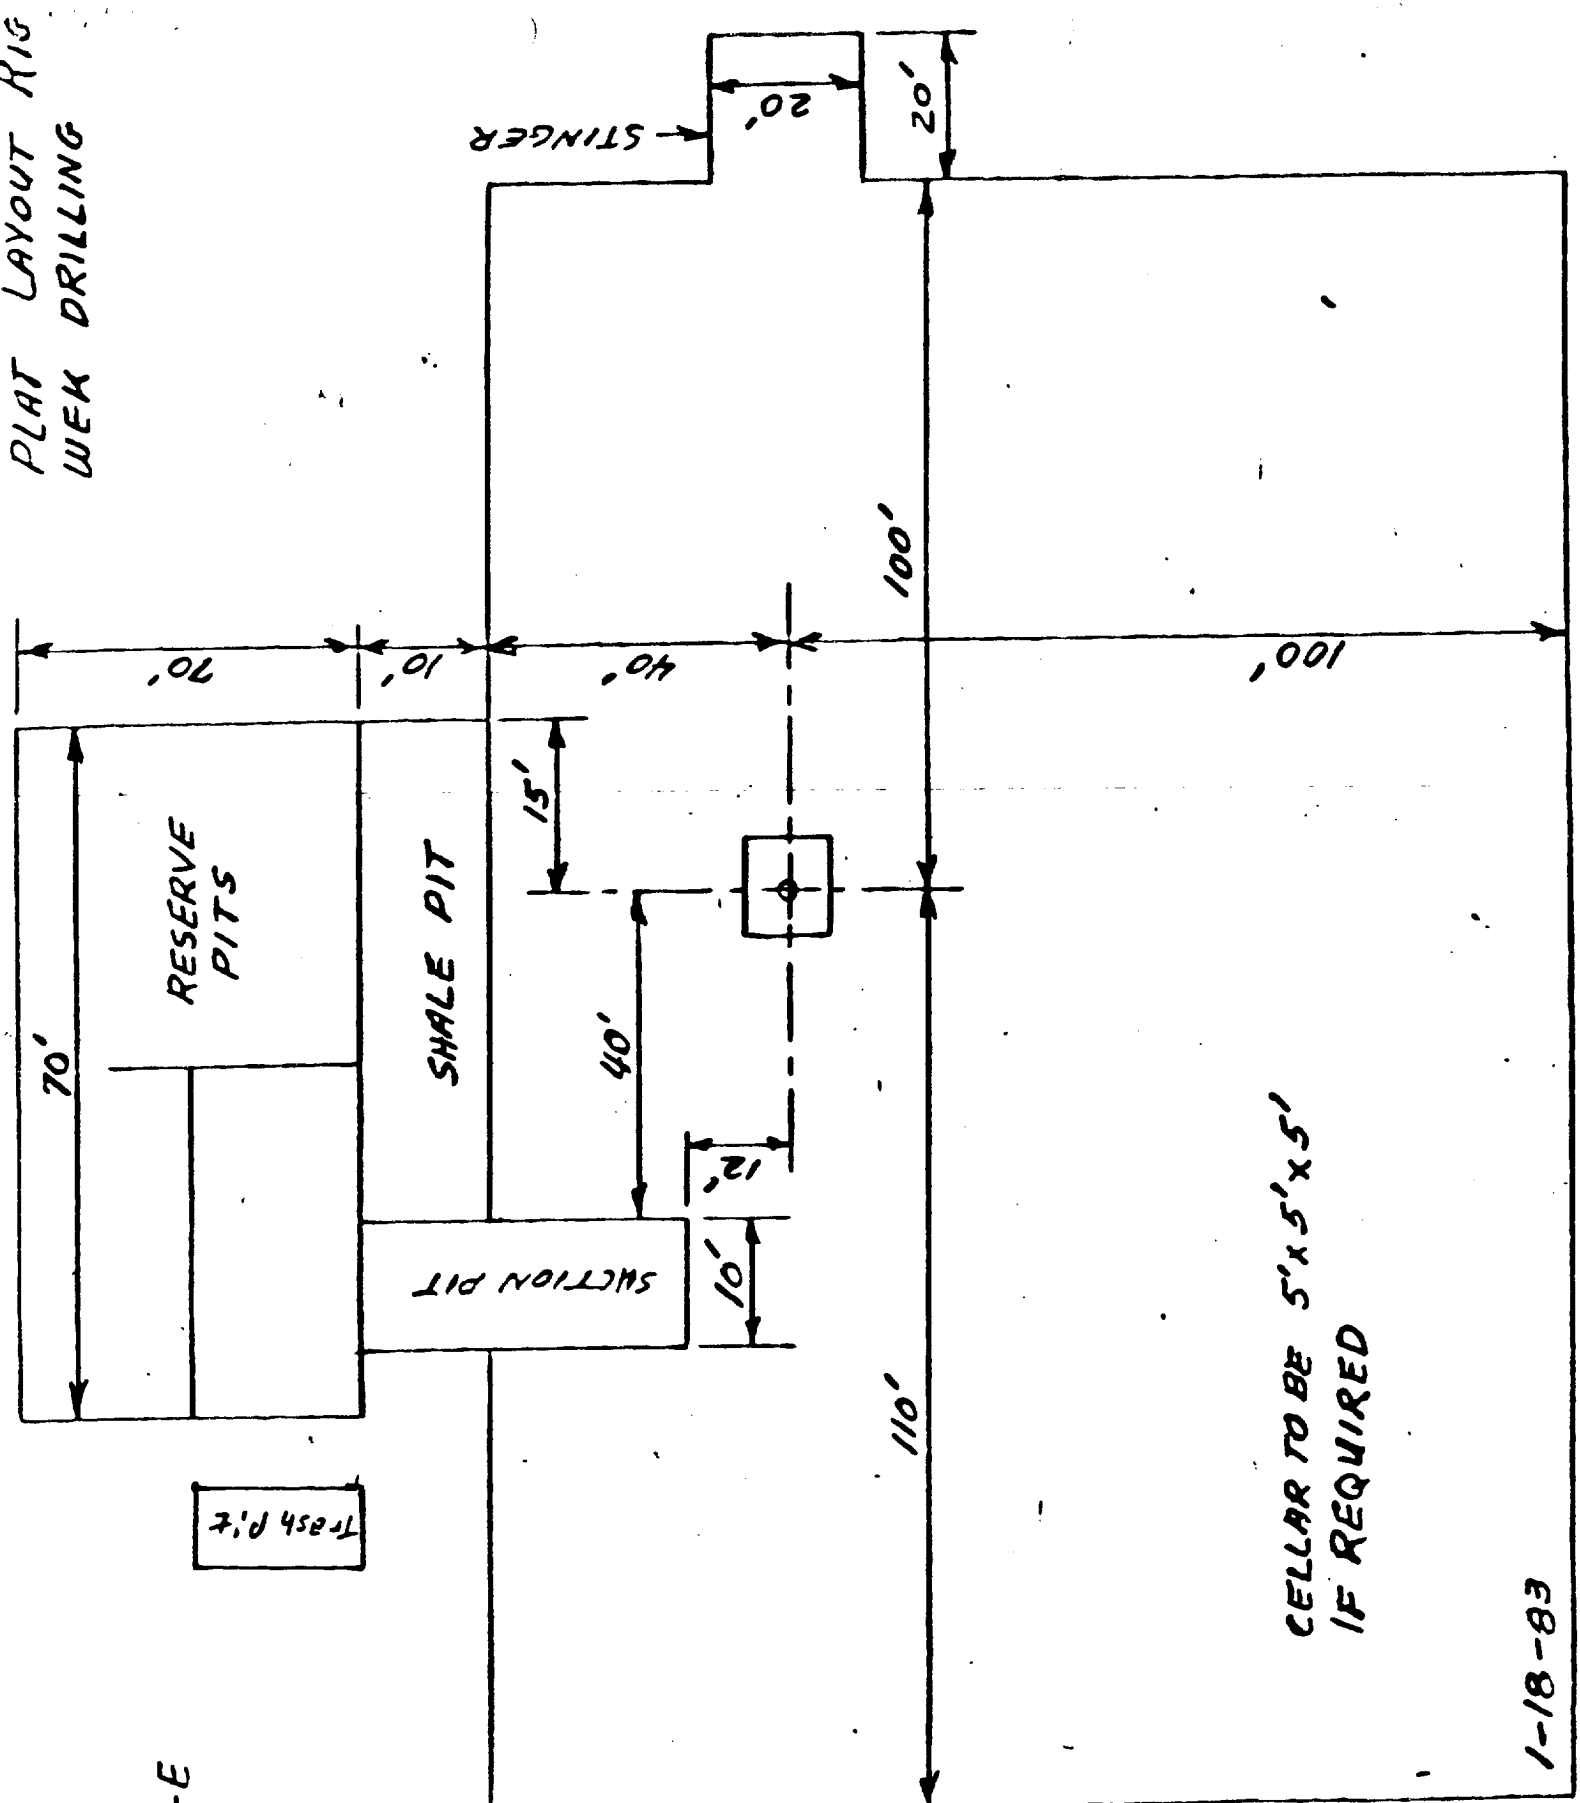 PLAT LAYOUT RIG
WEK DRILLING
STINGER
20'
20'
100'
70'
10'
40'
100'
70'
RESERVE
PITS
SHALE PIT
15'
40'
12'
SUCTION PIT
10'
Trash Pit
110'
CELLAR TO BE 5'x5'x5'
IF REQUIRED
1-18-83
-E